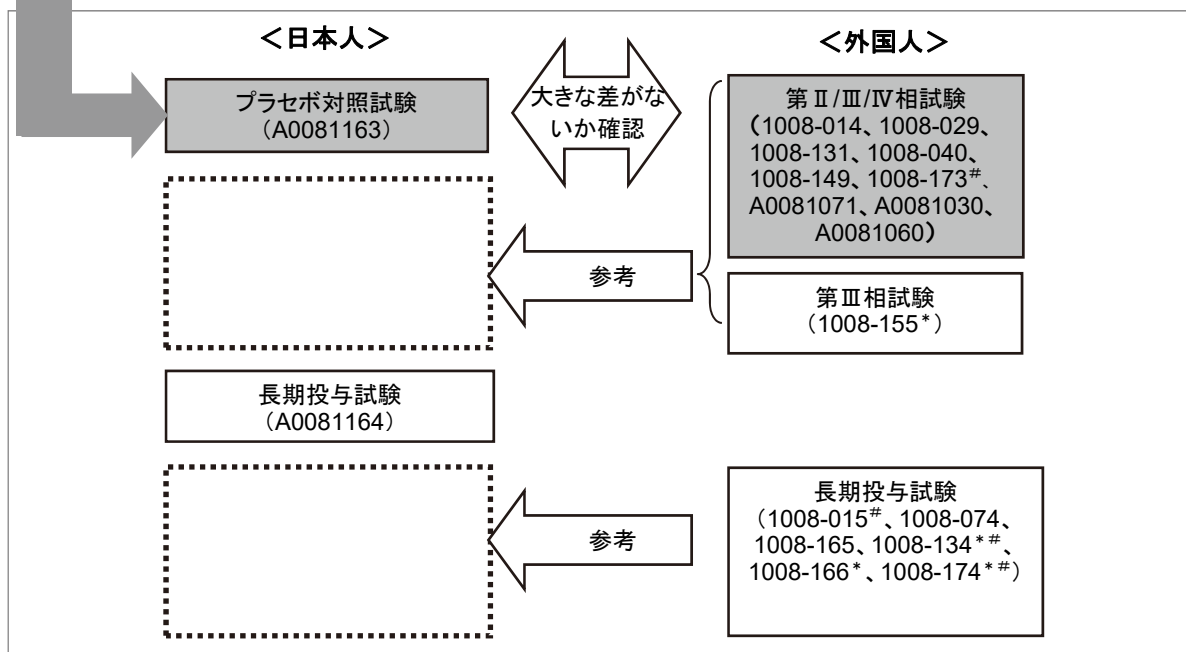 ＜日本人＞
＜外国人＞
プラセボ対照試験
（A0081163）
大きな差がな
いか確認
第Ⅱ/Ⅲ/Ⅳ相試験
（1008-014、1008-029、
1008-131、1008-040、
1008-149、1008-173#、
A0081071、A0081030、
A0081060）
参考
第Ⅲ相試験
（1008-155*）
長期投与試験
（A0081164）
参考
長期投与試験
（1008-015#、1008-074、
1008-165、1008-134*#、
1008-166*、1008-174*#）